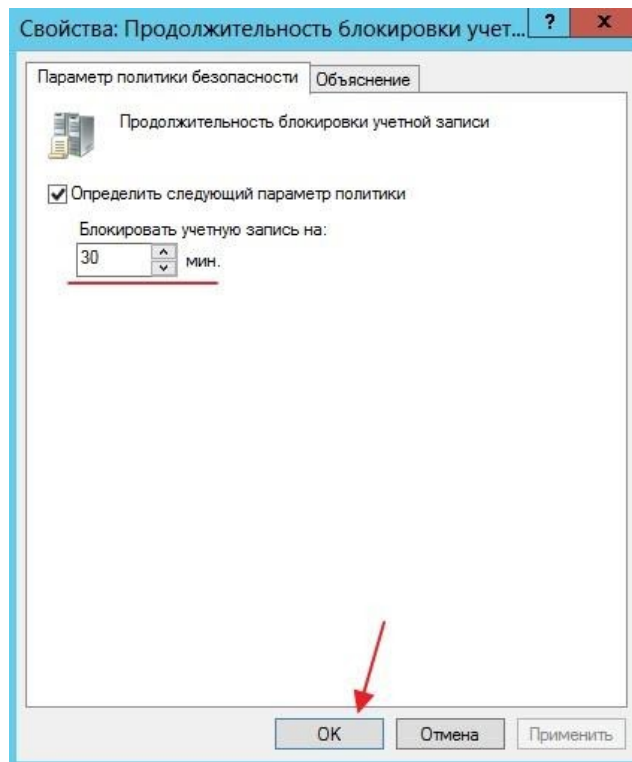 Свойства: Продолжительность блокировки учет... ? x
Параметр политики безопасности Объяснение
Продолжительность блокировки учетной записи
Определить следующий параметр политики
Блокировать учетную запись на:
30 мин.
OK Отмена Применить